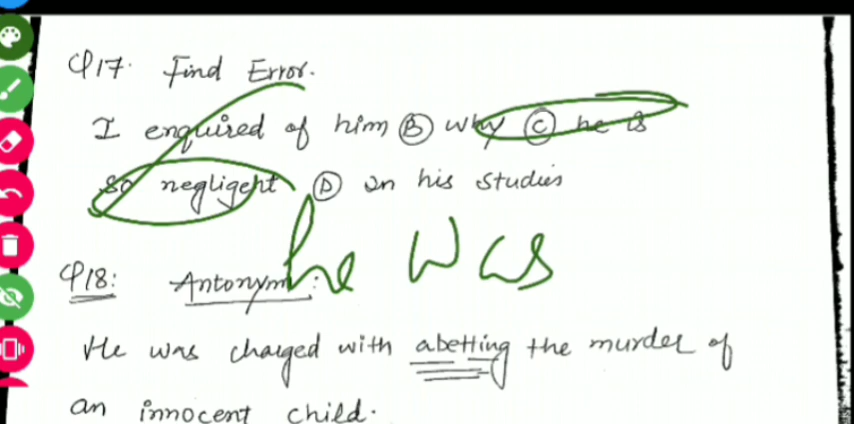 Q17. Find Error.
I enquired of him Ⓑ why Ⓒ he is
so negligent Ⓓ in his studies
he was
Q18: Antonym:
He was charged with abetting the murder of
an innocent child.